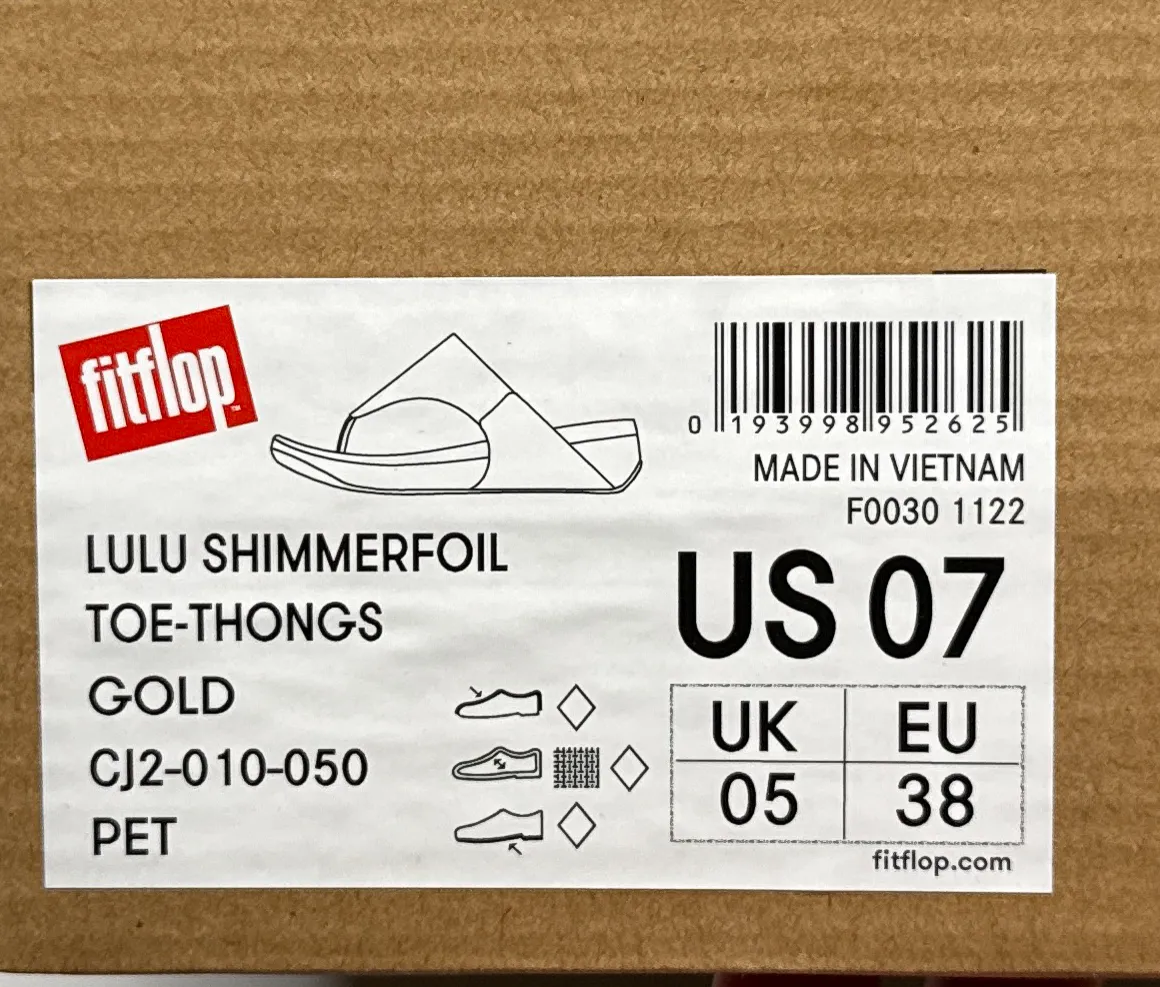 fitflop™
0 193998 952625
MADE IN VIETNAM
F0030 1122
LULU SHIMMERFOIL
TOE-THONGS
GOLD
CJ2-010-050
PET
US 07
UK EU
05 38
fitflop.com